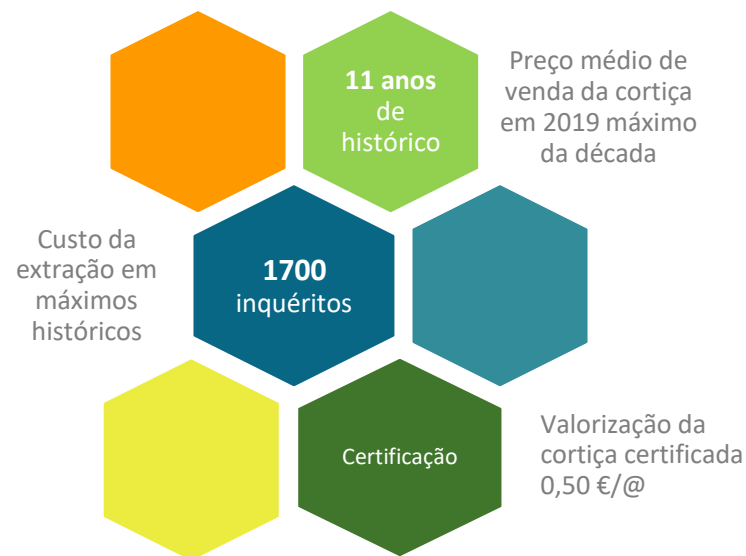 11 anos
de
histórico
Preço médio de
venda da cortiça
em 2019 máximo
da década
Custo da
extração em
máximos
históricos
1700
inquéritos
Certificação
Valorização da
cortiça certificada
0,50 €/@